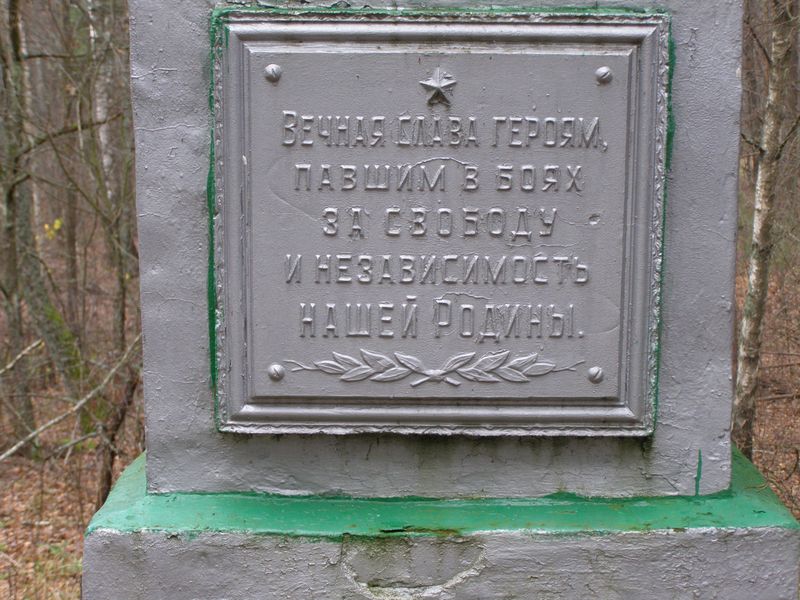 Вечная слава героям,
павшим в боях
за свободу
и независимость
нашей Родины.